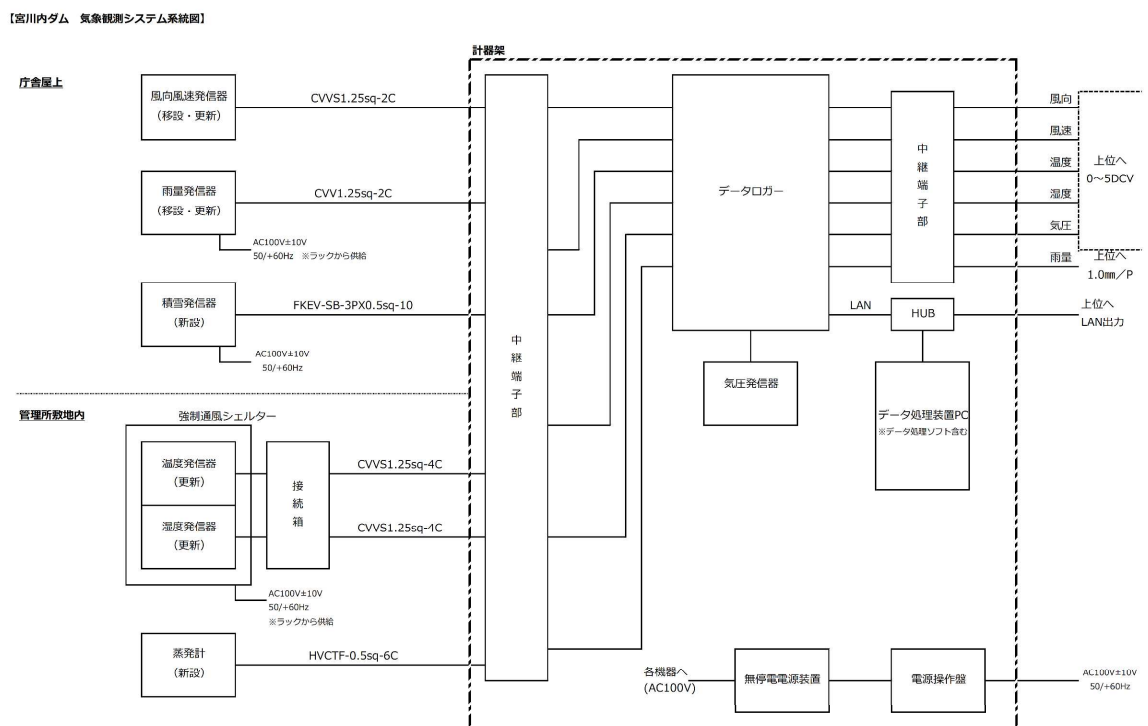 【宮川内ダム　気象観測システム系統図】
計器架
庁舎屋上
風向風速発信器
（移設・更新）
CVVS1.25sq-2C
雨量発信器
（移設・更新）
CVV1.25sq-2C
AC100V±10V
50/+60Hz　※ラックから供給
積雪発信器
（新設）
FKEV-SB-3PX0.5sq-10
AC100V±10V
50/+60Hz
管理所敷地内
強制通風シェルター
温度発信器
（更新）
湿度発信器
（更新）
接続箱
CVVS1.25sq-4C
CVVS1.25sq-4C
AC100V±10V
50/+60Hz
※ラックから供給
蒸発計
（新設）
HVCTF-0.5sq-6C
中継端子部
データロガー
気圧発信器
中継端子部
LAN
HUB
データ処理装置PC
※データ処理ソフト含む
風向
風速
温度
湿度
気圧
雨量
上位へ
0～5DCV
上位へ
1.0㎜／P
上位へ
LAN出力
各機器へ
(AC100V)
無停電電源装置
電源操作盤
AC100V±10V
50/+60Hz